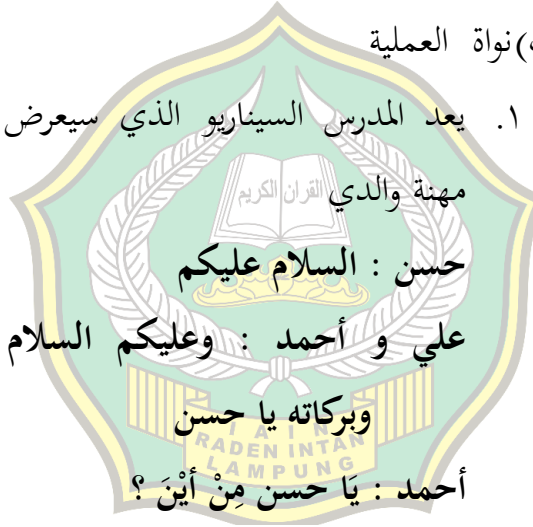 )نواة العملية
١. يعد المدرس السيناريو الذي سيعرض
مهنة والدي
القران الكريم
حسن : السلام عليكم
علي و أحمد : وعليكم السلام
وبركاته يا حسن
I A I N
RADEN INTAN
LAMPUNG
أحمد : يَا حسن مِنْ أَيْنَ ؟